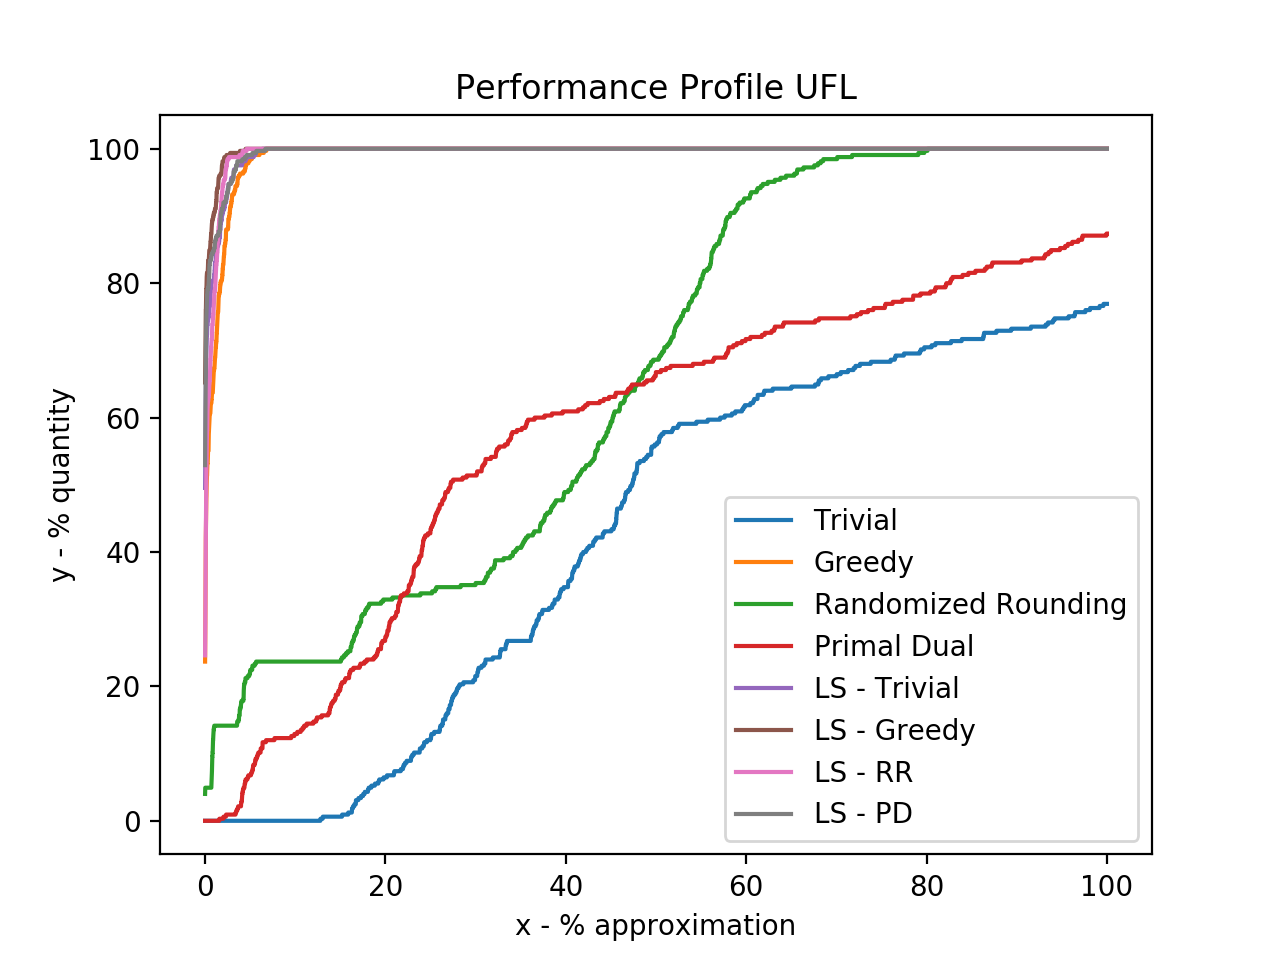 Performance Profile UFL
100
80
60
40
20
0
y - % quantity
Trivial
Greedy
Randomized Rounding
Primal Dual
LS - Trivial
LS - Greedy
LS - RR
LS - PD
0 20 40 60 80 100
x - % approximation